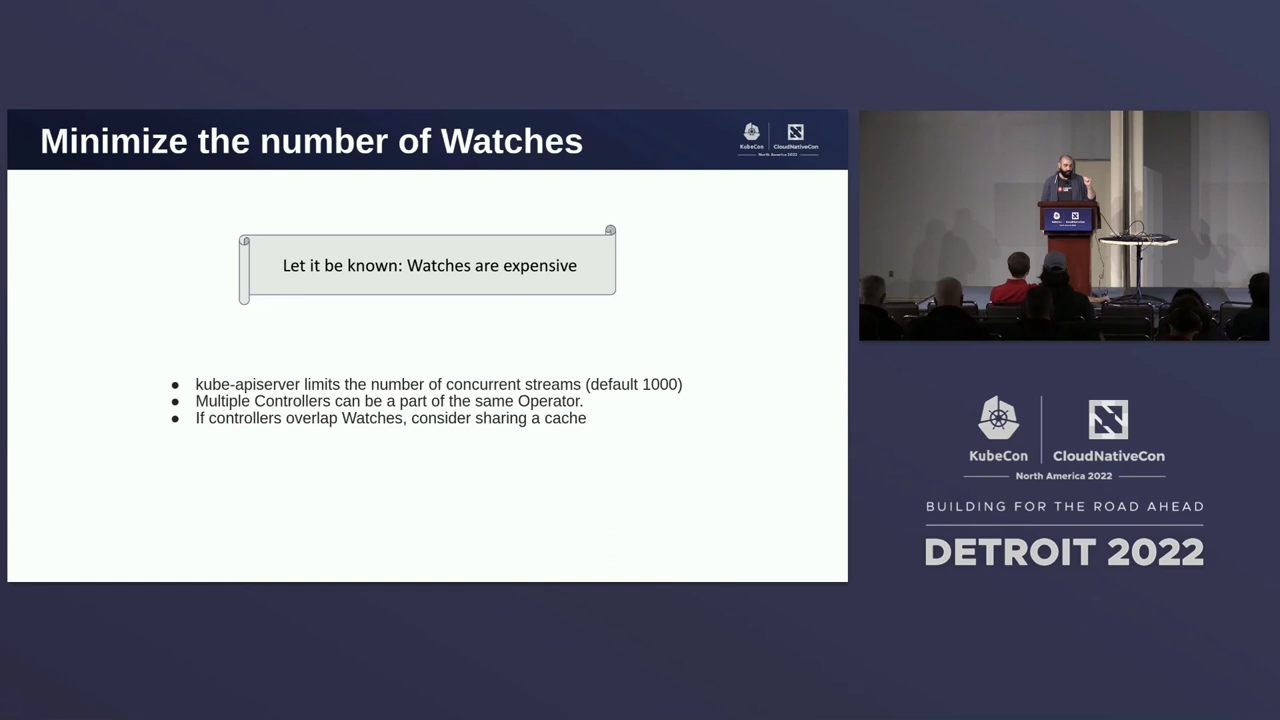 Minimize the number of Watches
KubeCon
CloudNativeCon
North America 2022
Let it be known: Watches are expensive
● kube-apiserver limits the number of concurrent streams (default 1000)
● Multiple Controllers can be a part of the same Operator.
● If controllers overlap Watches, consider sharing a cache
KubeCon
CloudNativeCon
North America 2022
BUILDING FOR THE ROAD AHEAD
DETROIT 2022